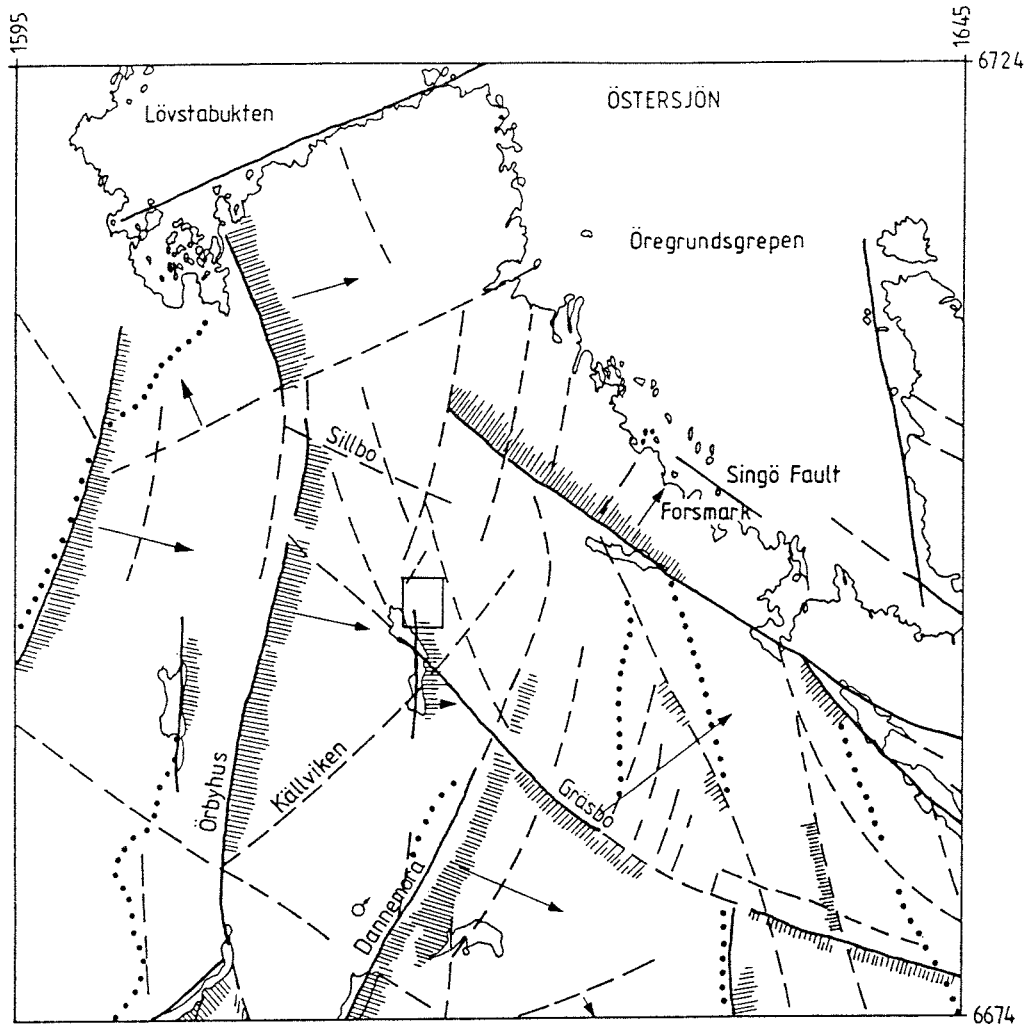 1595
1645
6724
Lövstabukten
ÖSTERSJÖN
Öregrundsgrepen
Sillbo
Singö Fault
Forsmark
Örbyhus
Källviken
Gräsbo
Dannemora
6674